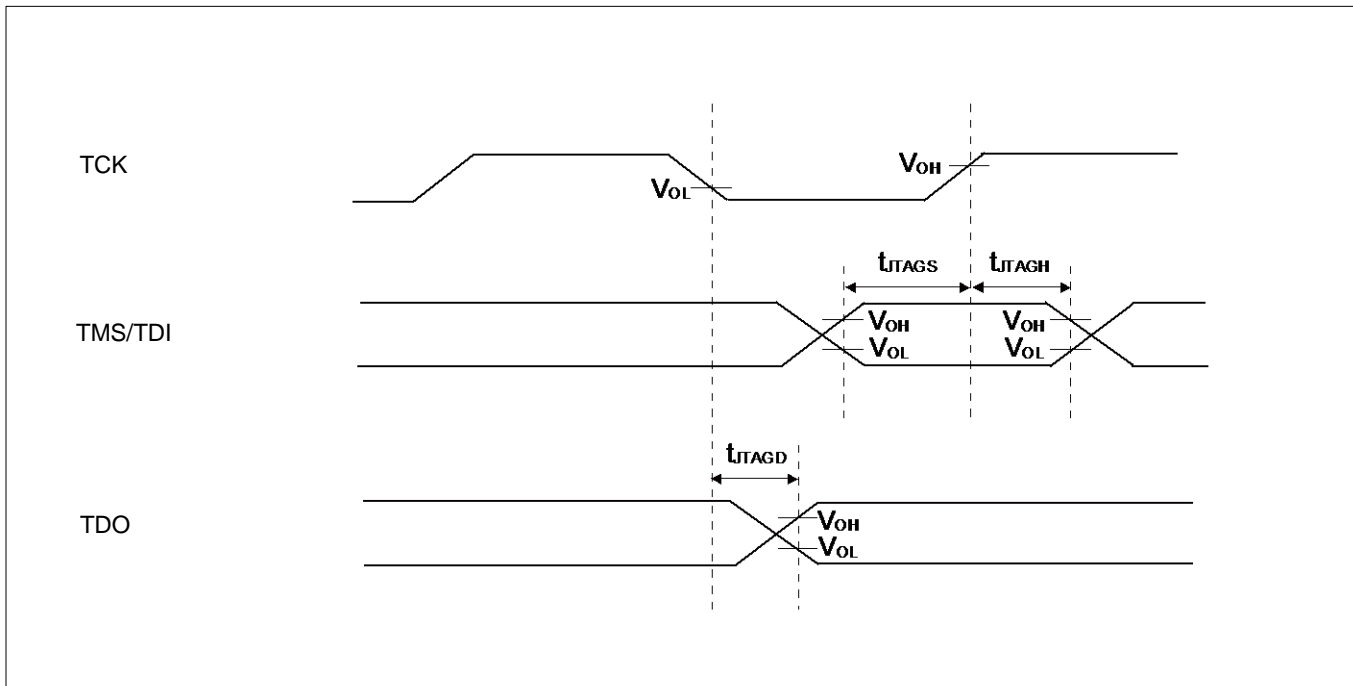 TCK
VOL
VOH
tJTAGS
tJTAGH
TMS/TDI
VOH
VOL
VOH
VOL
tJTAGD
TDO
VOH
VOL